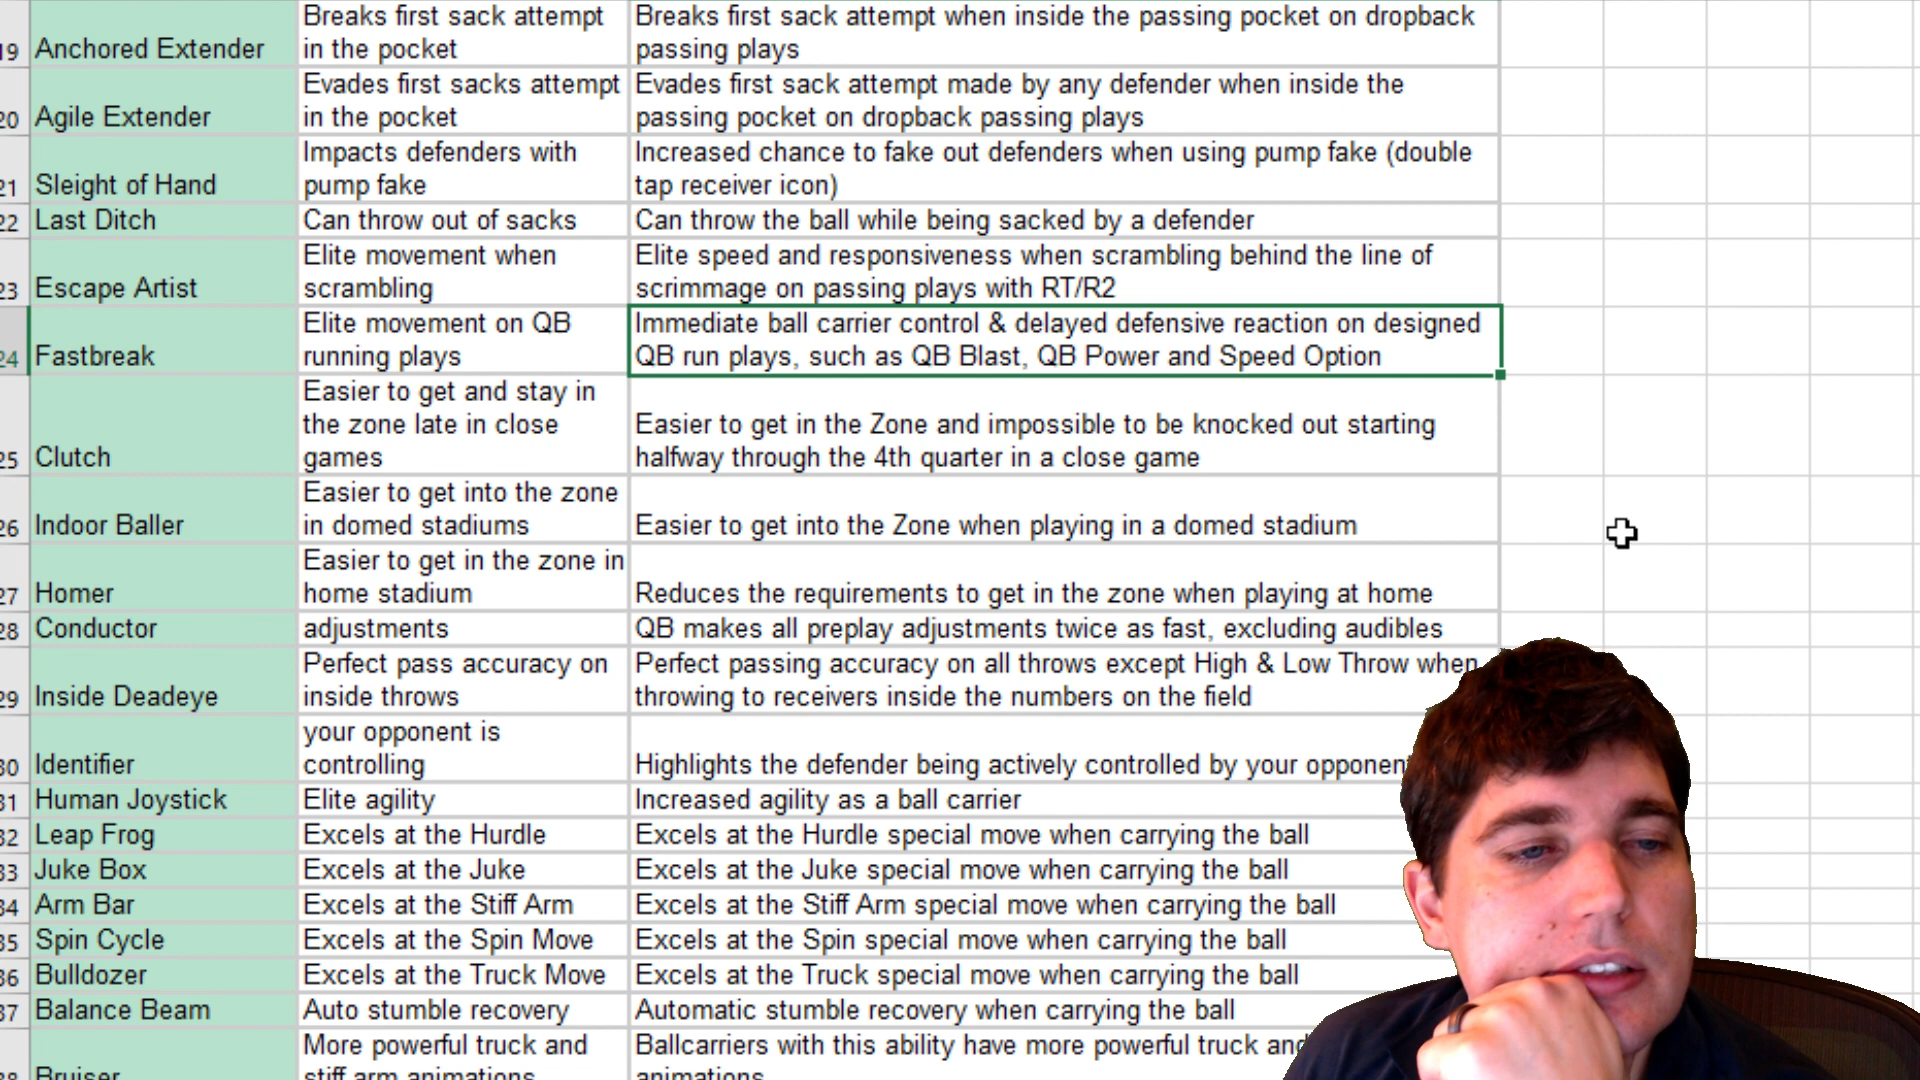 19 Anchored Extender
Breaks first sack attempt
in the pocket
Breaks first sack attempt when inside the passing pocket on dropback
passing plays
20 Agile Extender
Evades first sacks attempt
in the pocket
Evades first sack attempt made by any defender when inside the
passing pocket on dropback passing plays
21 Sleight of Hand
Impacts defenders with
pump fake
Increased chance to fake out defenders when using pump fake (double
tap receiver icon)
22 Last Ditch
Can throw out of sacks
Can throw the ball while being sacked by a defender
23 Escape Artist
Elite movement when
scrambling
Elite speed and responsiveness when scrambling behind the line of
scrimmage on passing plays with RT/R2
24 Fastbreak
Elite movement on QB
running plays
Immediate ball carrier control & delayed defensive reaction on designed
QB run plays, such as QB Blast, QB Power and Speed Option
25 Clutch
Easier to get and stay in
the zone late in close
games
Easier to get in the Zone and impossible to be knocked out starting
halfway through the 4th quarter in a close game
26 Indoor Baller
Easier to get into the zone
in domed stadiums
Easier to get into the Zone when playing in a domed stadium
27 Homer
Easier to get in the zone in
home stadium
Reduces the requirements to get in the zone when playing at home
28 Conductor
adjustments
QB makes all preplay adjustments twice as fast, excluding audibles
29 Inside Deadeye
Perfect pass accuracy on
inside throws
Perfect passing accuracy on all throws except High & Low Throw when
throwing to receivers inside the numbers on the field
30 Identifier
your opponent is
controlling
Highlights the defender being actively controlled by your opponent
31 Human Joystick
Elite agility
Increased agility as a ball carrier
32 Leap Frog
Excels at the Hurdle
Excels at the Hurdle special move when carrying the ball
33 Juke Box
Excels at the Juke
Excels at the Juke special move when carrying the ball
34 Arm Bar
Excels at the Stiff Arm
Excels at the Stiff Arm special move when carrying the ball
35 Spin Cycle
Excels at the Spin Move
Excels at the Spin special move when carrying the ball
36 Bulldozer
Excels at the Truck Move
Excels at the Truck special move when carrying the ball
37 Balance Beam
Auto stumble recovery
Automatic stumble recovery when carrying the ball
38 Bruiser
More powerful truck and
stiff arm animations
Ballcarriers with this ability have more powerful truck and
animations